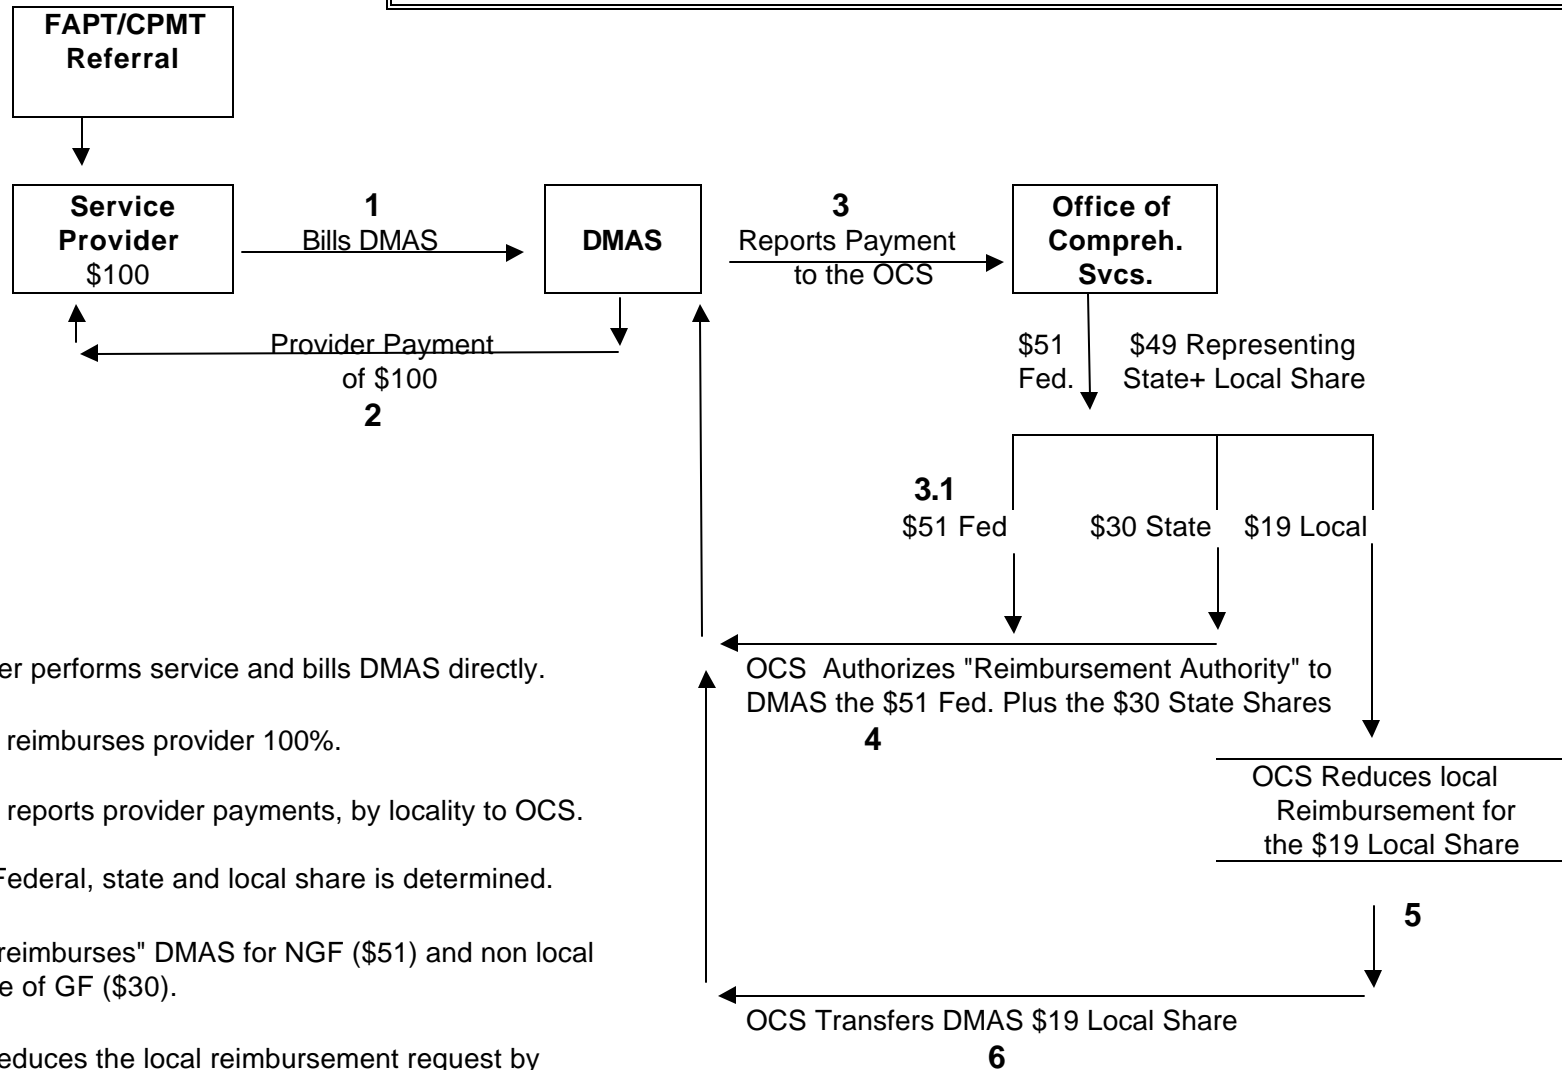 FAPT/CPMT
Referral
Service
Provider
$100
1
Bills DMAS
DMAS
3
Reports Payment
to the OCS
Office of
Compreh.
Svcs.
Provider Payment
of $100
2
$51
Fed.
$49 Representing
State+ Local Share
3.1
$51 Fed
$30 State
$19 Local
OCS Authorizes "Reimbursement Authority" to
DMAS the $51 Fed. Plus the $30 State Shares
4
OCS Reduces local
Reimbursement for
the $19 Local Share
5
OCS Transfers DMAS $19 Local Share
6
er performs service and bills DMAS directly.
reimburses provider 100%.
reports provider payments, by locality to OCS.
Federal, state and local share is determined.
reimburses" DMAS for NGF ($51) and non local
e of GF ($30).
educes the local reimbursement request by